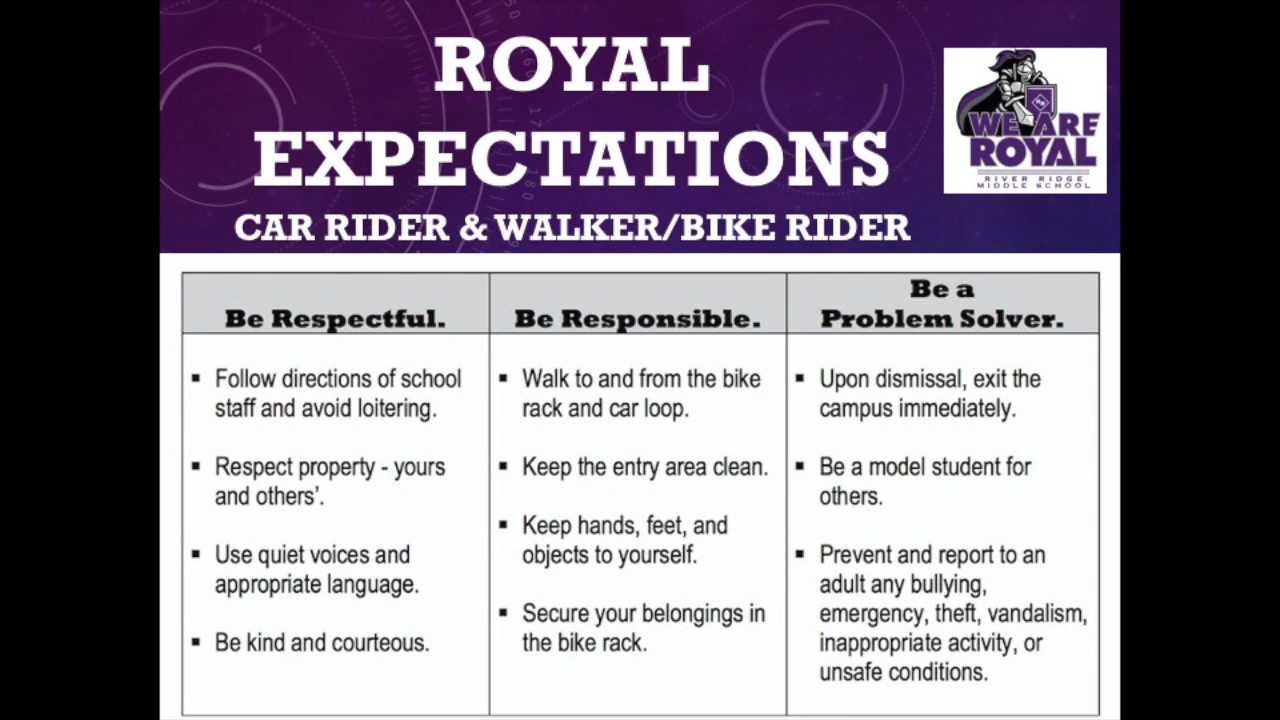 ROYAL
EXPECTATIONS
CAR RIDER & WALKER/BIKE RIDER
WE ARE
ROYAL
RIVER RIDGE
MIDDLE SCHOOL
Be Respectful.
▪ Follow directions of school
staff and avoid loitering.
▪ Respect property - yours
and others’.
▪ Use quiet voices and
appropriate language.
▪ Be kind and courteous.
Be Responsible.
▪ Walk to and from the bike
rack and car loop.
▪ Keep the entry area clean.
▪ Keep hands, feet, and
objects to yourself.
▪ Secure your belongings in
the bike rack.
Be a
Problem Solver.
▪ Upon dismissal, exit the
campus immediately.
▪ Be a model student for
others.
▪ Prevent and report to an
adult any bullying,
emergency, theft, vandalism,
inappropriate activity, or
unsafe conditions.